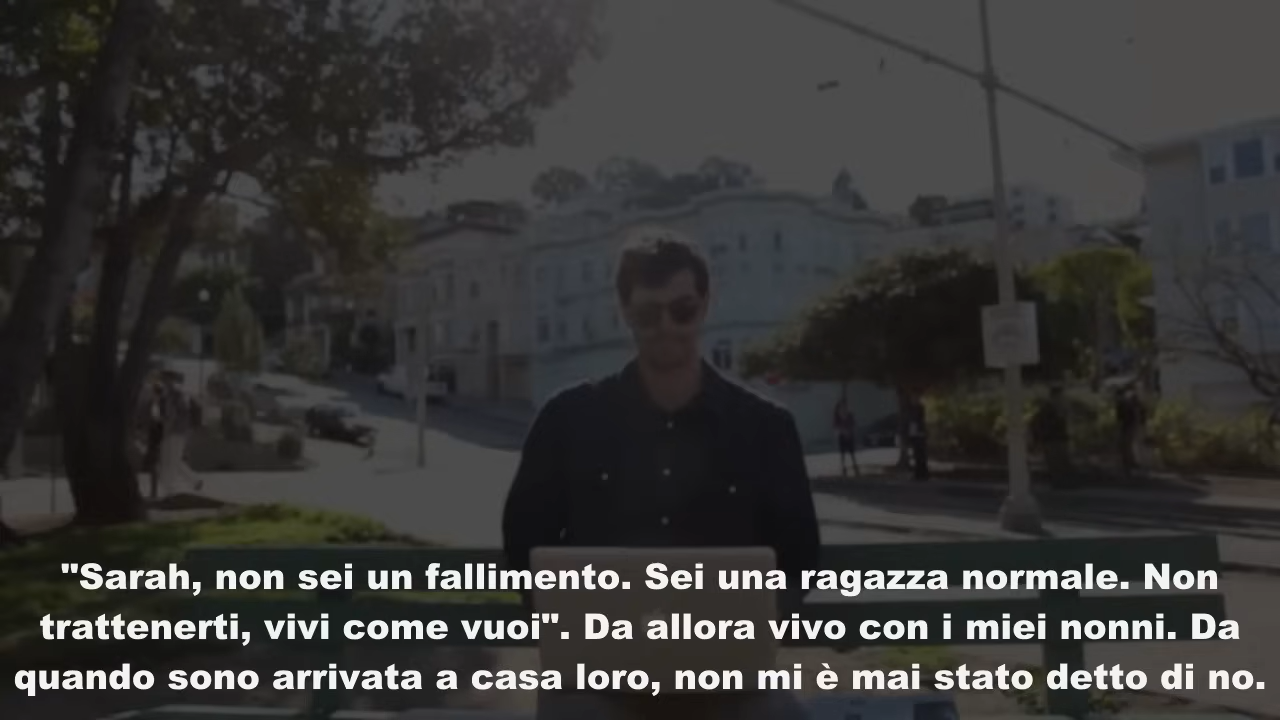 "Sarah, non sei un fallimento. Sei una ragazza normale. Non
trattenerti, vivi come vuoi". Da allora vivo con i miei nonni. Da
quando sono arrivata a casa loro, non mi è mai stato detto di no.